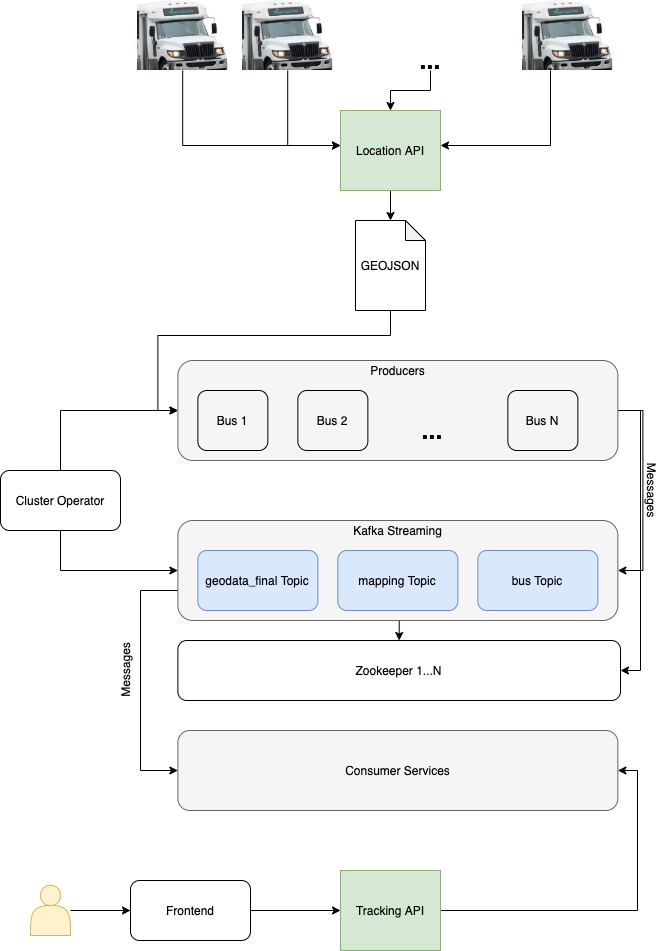 ...
Location API
GEOJSON
Producers
Bus 1
Bus 2
...
Bus N
Messages
Cluster Operator
Kafka Streaming
geodata_final Topic
mapping Topic
bus Topic
Messages
Zookeeper 1...N
Consumer Services
Frontend
Tracking API